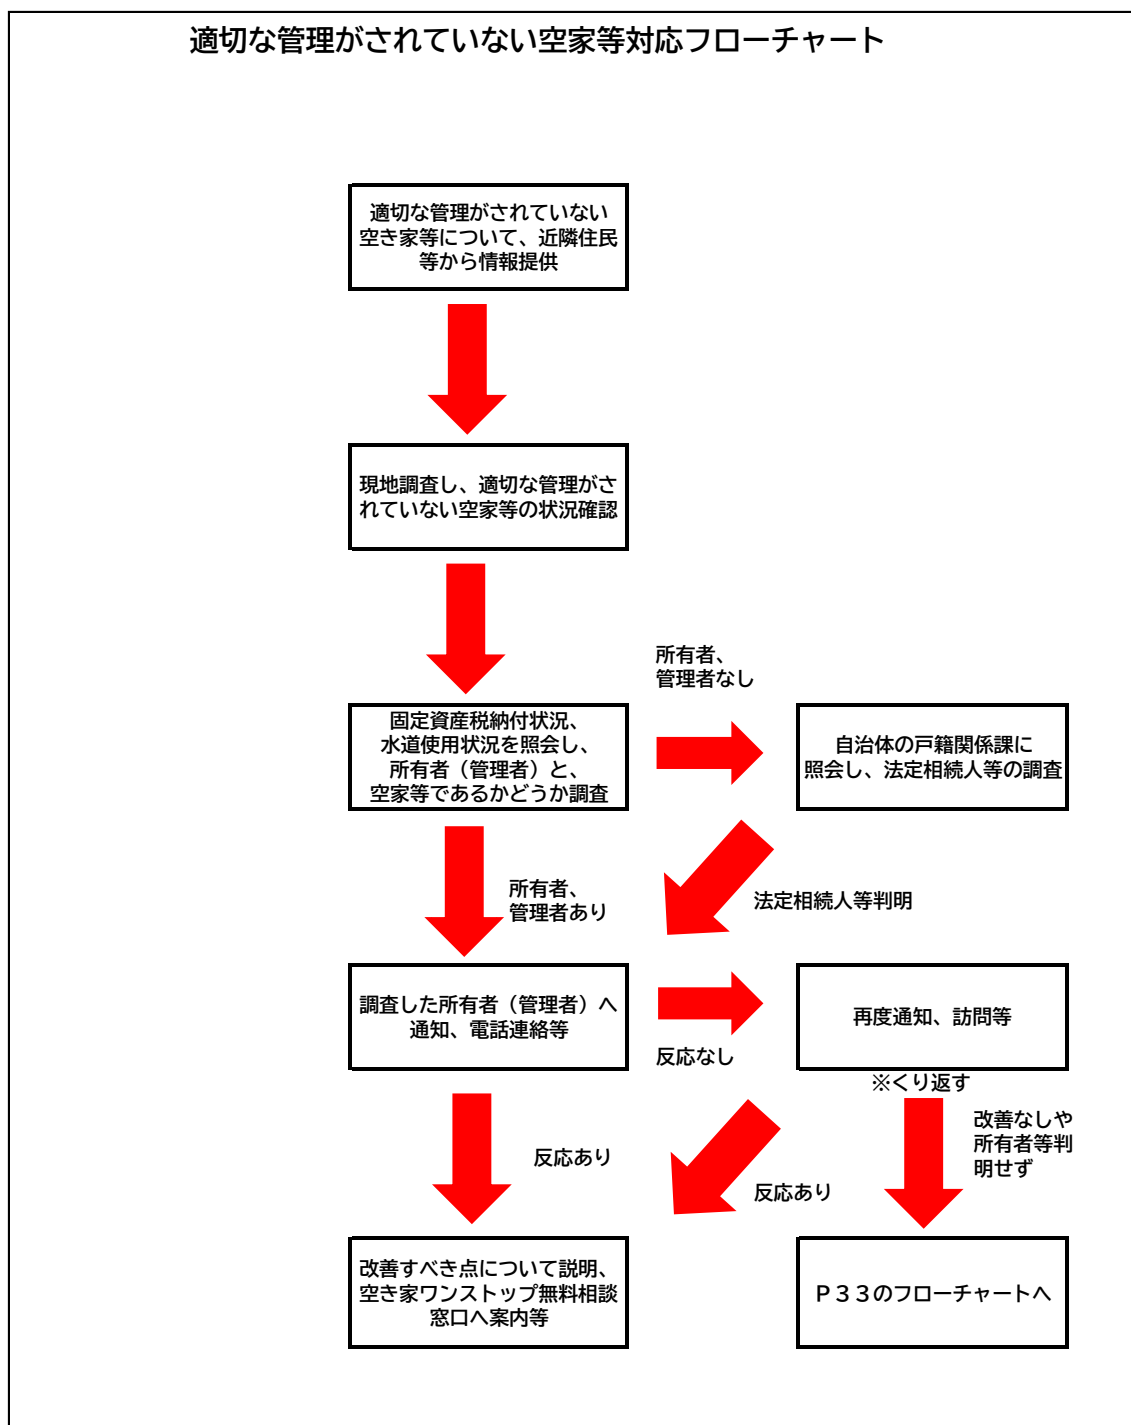 適切な管理がされていない空家等対応フローチャート
適切な管理がされていない
空き家等について、近隣住民
等から情報提供
現地調査し、適切な管理がさ
れていない空家等の状況確認
所有者、
管理者なし
固定資産税納付状況、
水道使用状況を照会し、
所有者（管理者）と、
空家等であるかどうか調査
自治体の戸籍関係課に
照会し、法定相続人等の調査
所有者、
管理者あり
法定相続人等判明
調査した所有者（管理者）へ
通知、電話連絡等
反応なし
再度通知、訪問等
※くり返す
改善なしや
所有者等判
明せず
反応あり
反応あり
改善すべき点について説明、
空き家ワンストップ無料相談
窓口へ案内等
Ｐ３３のフローチャートへ